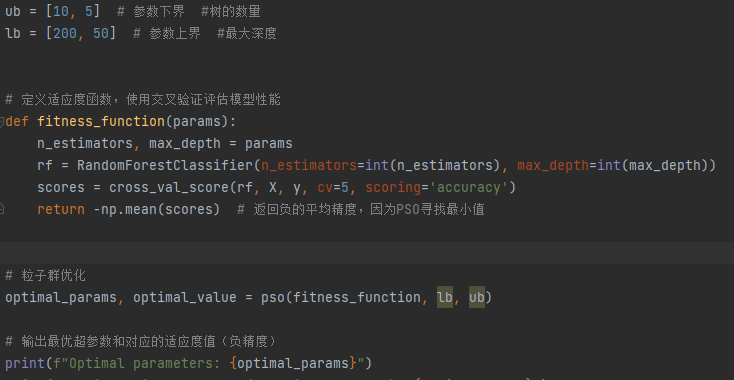 ub = [10, 5]  # 参数下界  #树的数量
lb = [200, 50]  # 参数上界  #最大深度
# 定义适应度函数，使用交叉验证评估模型性能
def fitness_function(params):
    n_estimators, max_depth = params
    rf = RandomForestClassifier(n_estimators=int(n_estimators), max_depth=int(max_depth))
    scores = cross_val_score(rf, X, y, cv=5, scoring='accuracy')
    return -np.mean(scores)  # 返回负的平均精度，因为PSO寻找最小值
# 粒子群优化
optimal_params, optimal_value = pso(fitness_function, lb, ub)
# 输出最优超参数和对应的适应度值（负精度）
print(f"Optimal parameters: {optimal_params}")